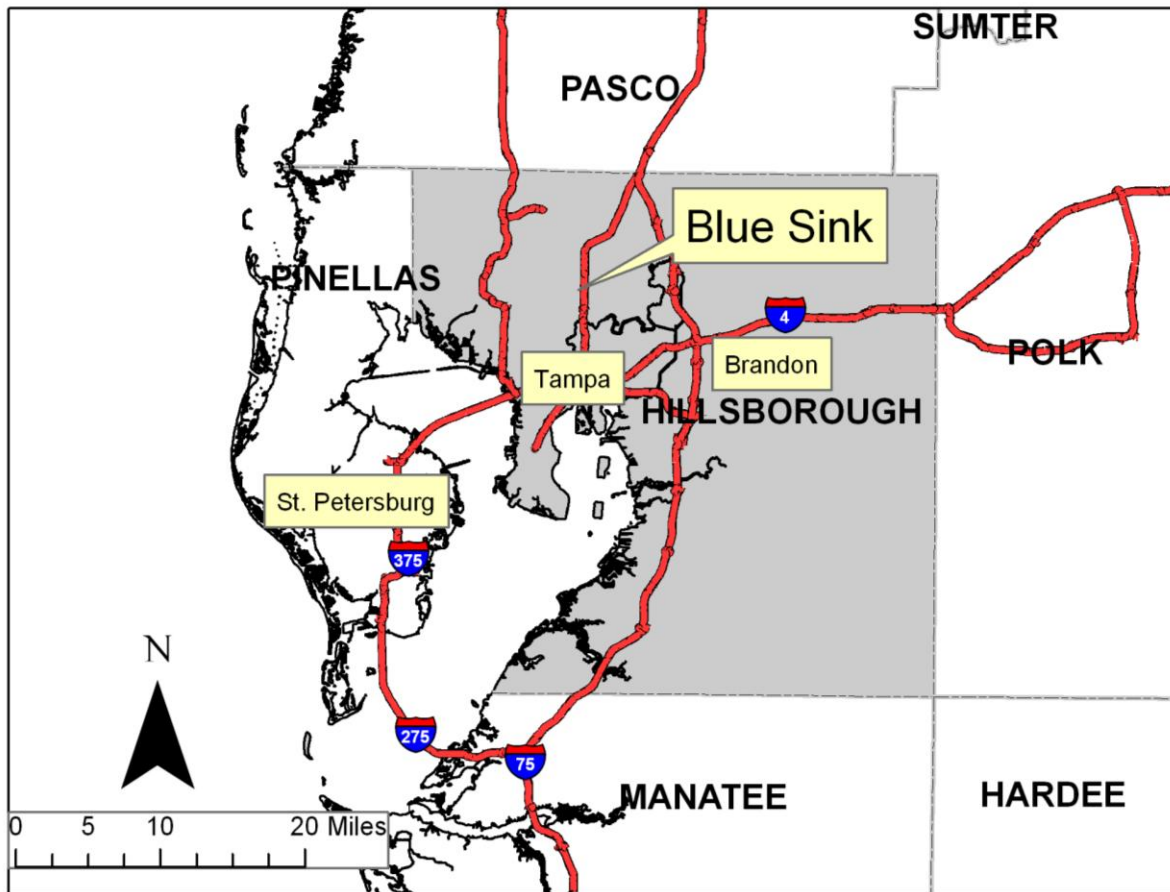 SUMTER
PASCO
Blue Sink
PINELLAS
4
POLK
Tampa
Brandon
HILLSBOROUGH
St. Petersburg
375
N
275
75
MANATEE
HARDEE
0 5 10 20 Miles